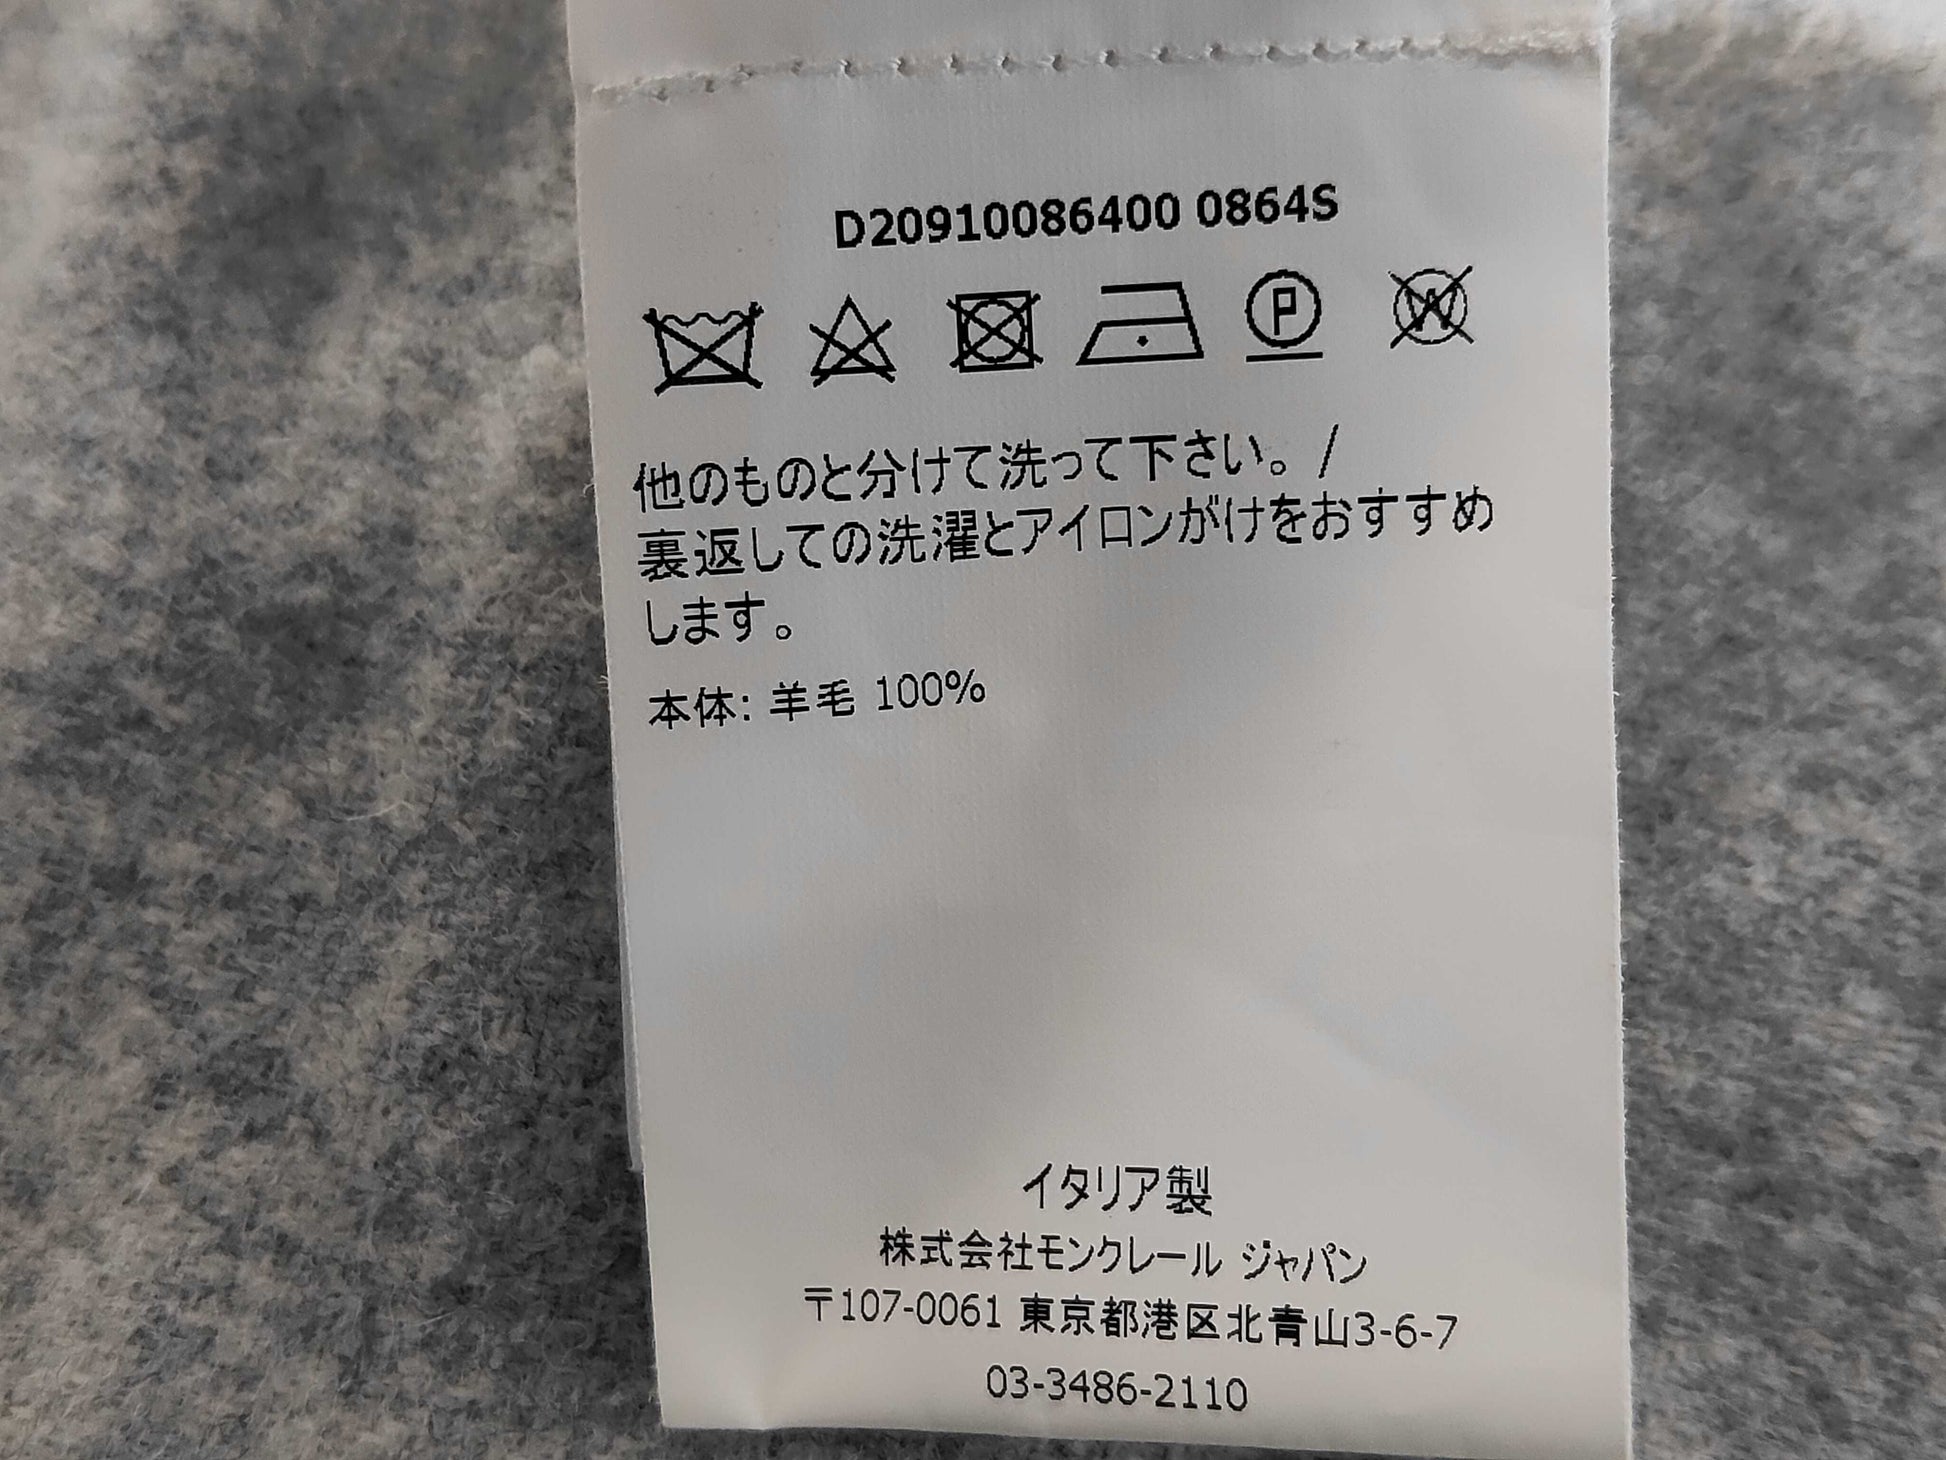 D20910086400 0864S
P W
他のものと分けて洗って下さい。/
裏返しての洗濯とアイロンがけをおすすめ
します。
本体: 羊毛 100%
イタリア製
株式会社モンクレール ジャパン
〒107-0061 東京都港区北青山3-6-7
03-3486-2110